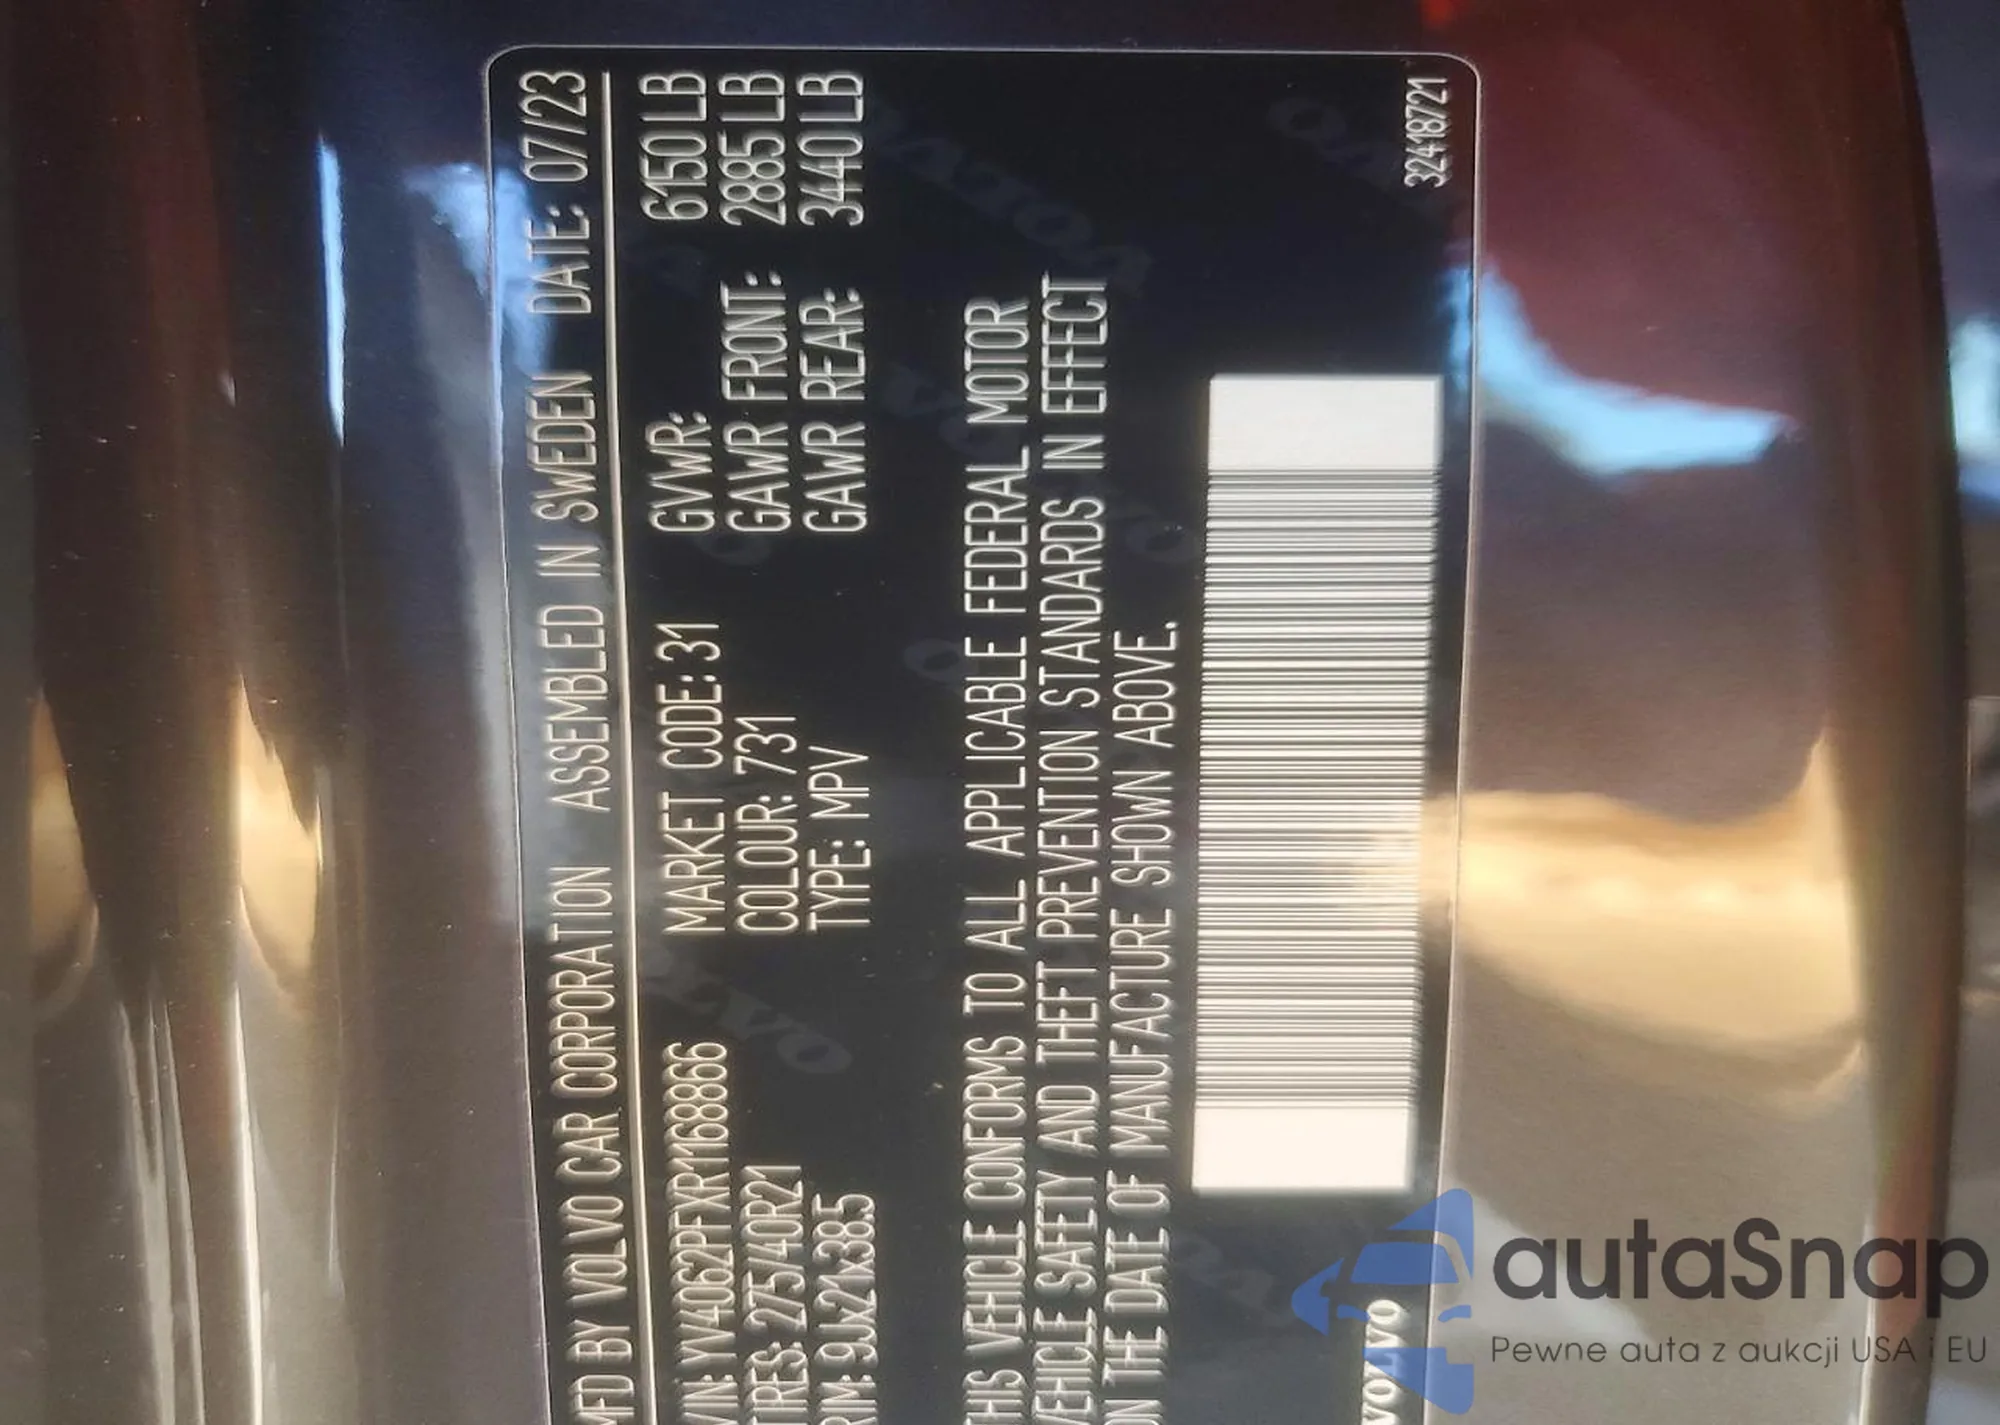 MFD BY VOLVO CAR CORPORATION ASSEMBLED IN SWEDEN DATE: 07/23
VIN: YV4062PFXR1168866 MARKET CODE: 31 GVWR: 6150 LB
TIRES: 275/40R21 COLOUR: 7731 GAWR FRONT: 2885 LB
RIM: 9Jx21x38.5 TYPE: MPV GAWR REAR: 3440 LB
THIS VEHICLE CONFORMS TO ALL APPLICABLE FEDERAL MOTOR
VEHICLE SAFETY AND THEFT PREVENTION STANDARDS IN EFFECT
ON THE DATE OF MANUFACTURE SHOWN ABOVE.
VOLVO 32418721
autaSnap
Pewne auta z aukcji USA i EU